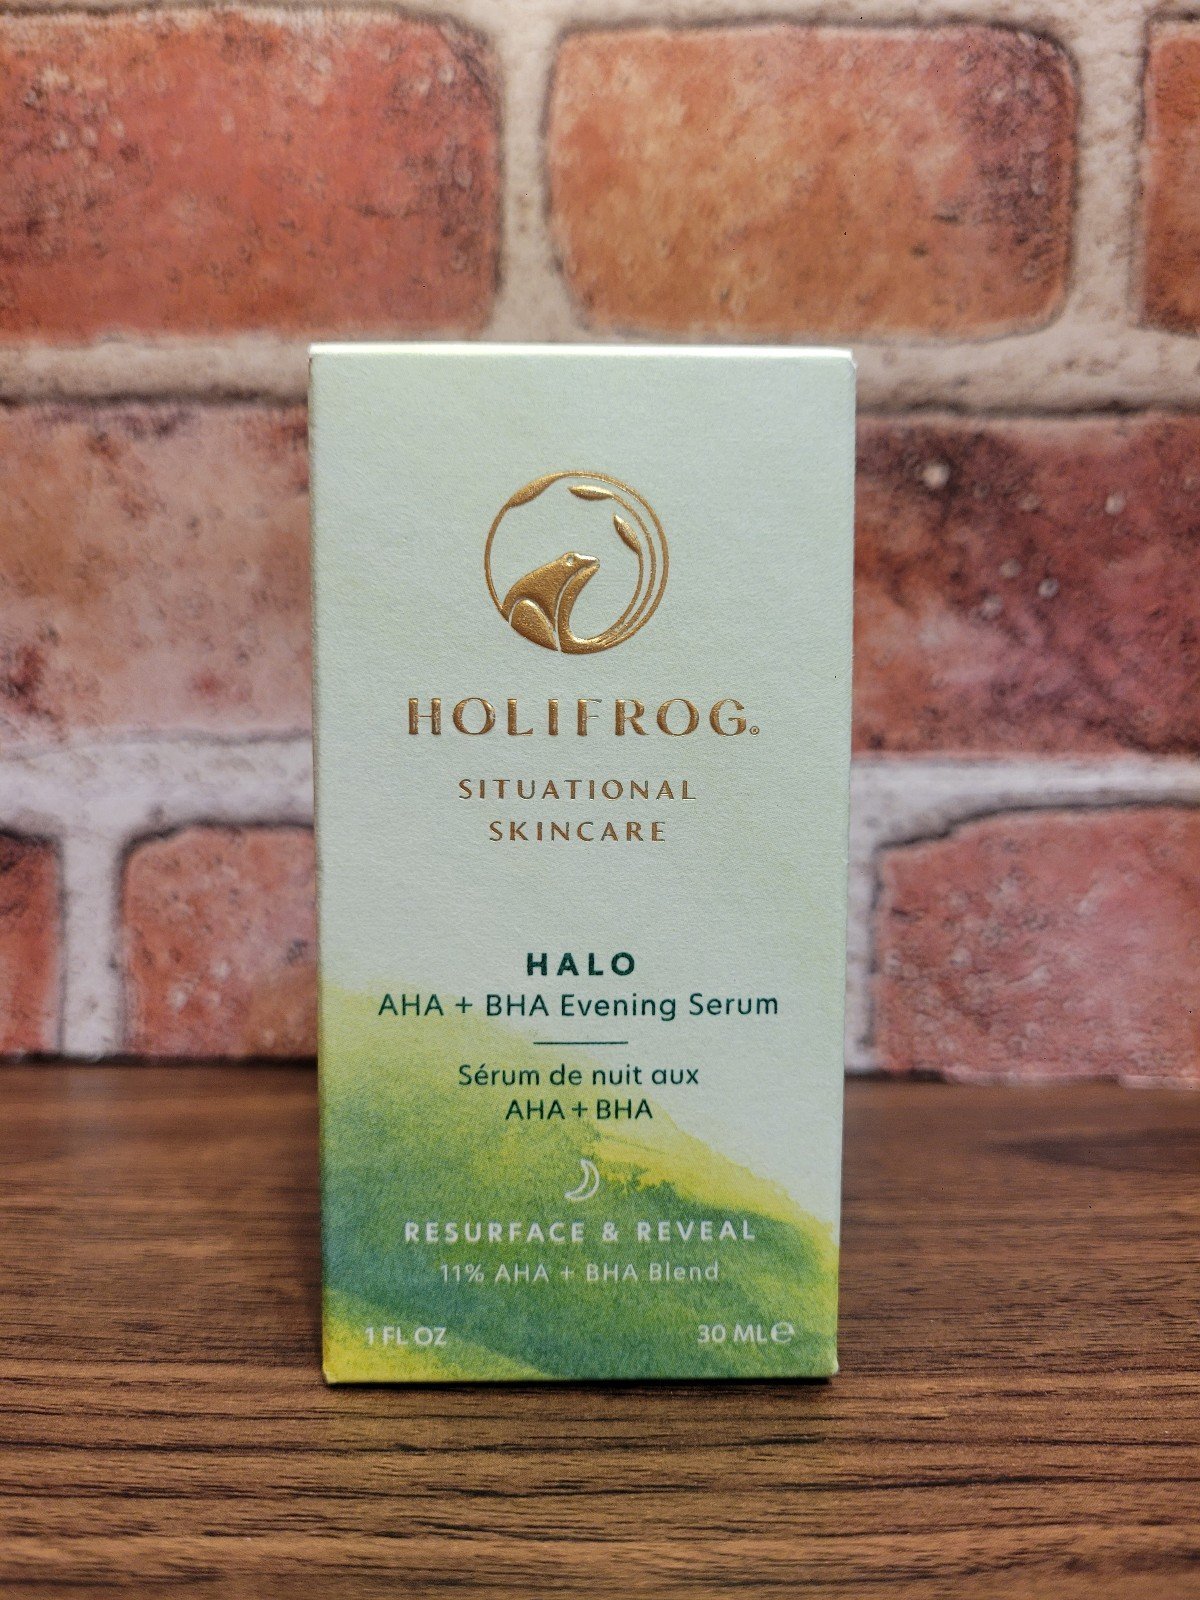 HOLIFROG®
SITUATIONAL
SKINCARE
HALO
AHA + BHA Evening Serum
Sérum de nuit aux
AHA + BHA
RESURFACE & REVEAL
11% AHA + BHA Blend
1 FL OZ 30 ML℮